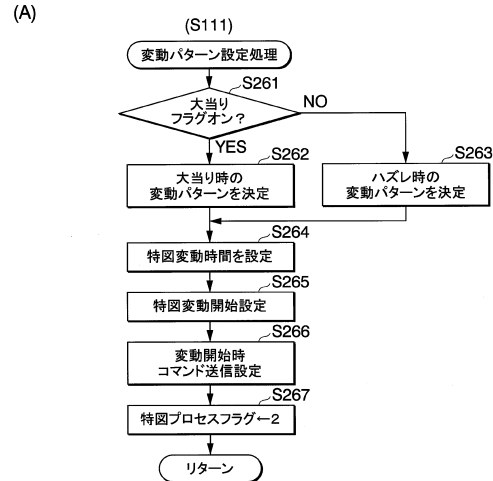 (A)
(S111)
変動パターン設定処理
S261
大当り
フラグオン？
NO
YES
S262
大当り時の
変動パターンを決定
S263
ハズレ時の
変動パターンを決定
S264
特図変動時間を設定
S265
特図変動開始設定
S266
変動開始時
コマンド送信設定
S267
特図プロセスフラグ←2
リターン